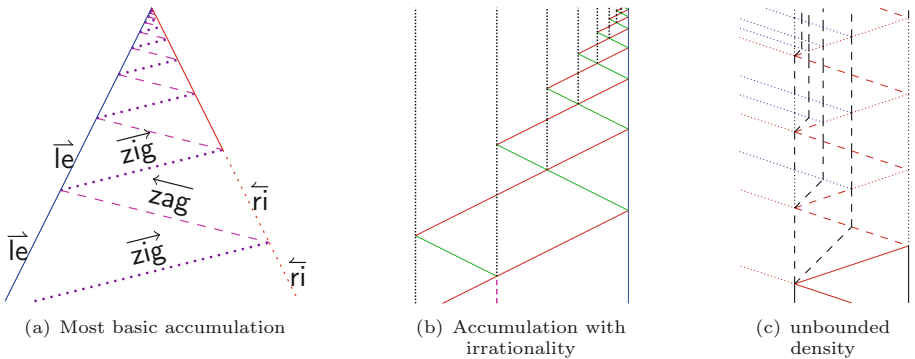 le
zig
zag
ri
le
zig
ri
(a) Most basic accumulation
(b) Accumulation with
irrationality
(c) unbounded
density